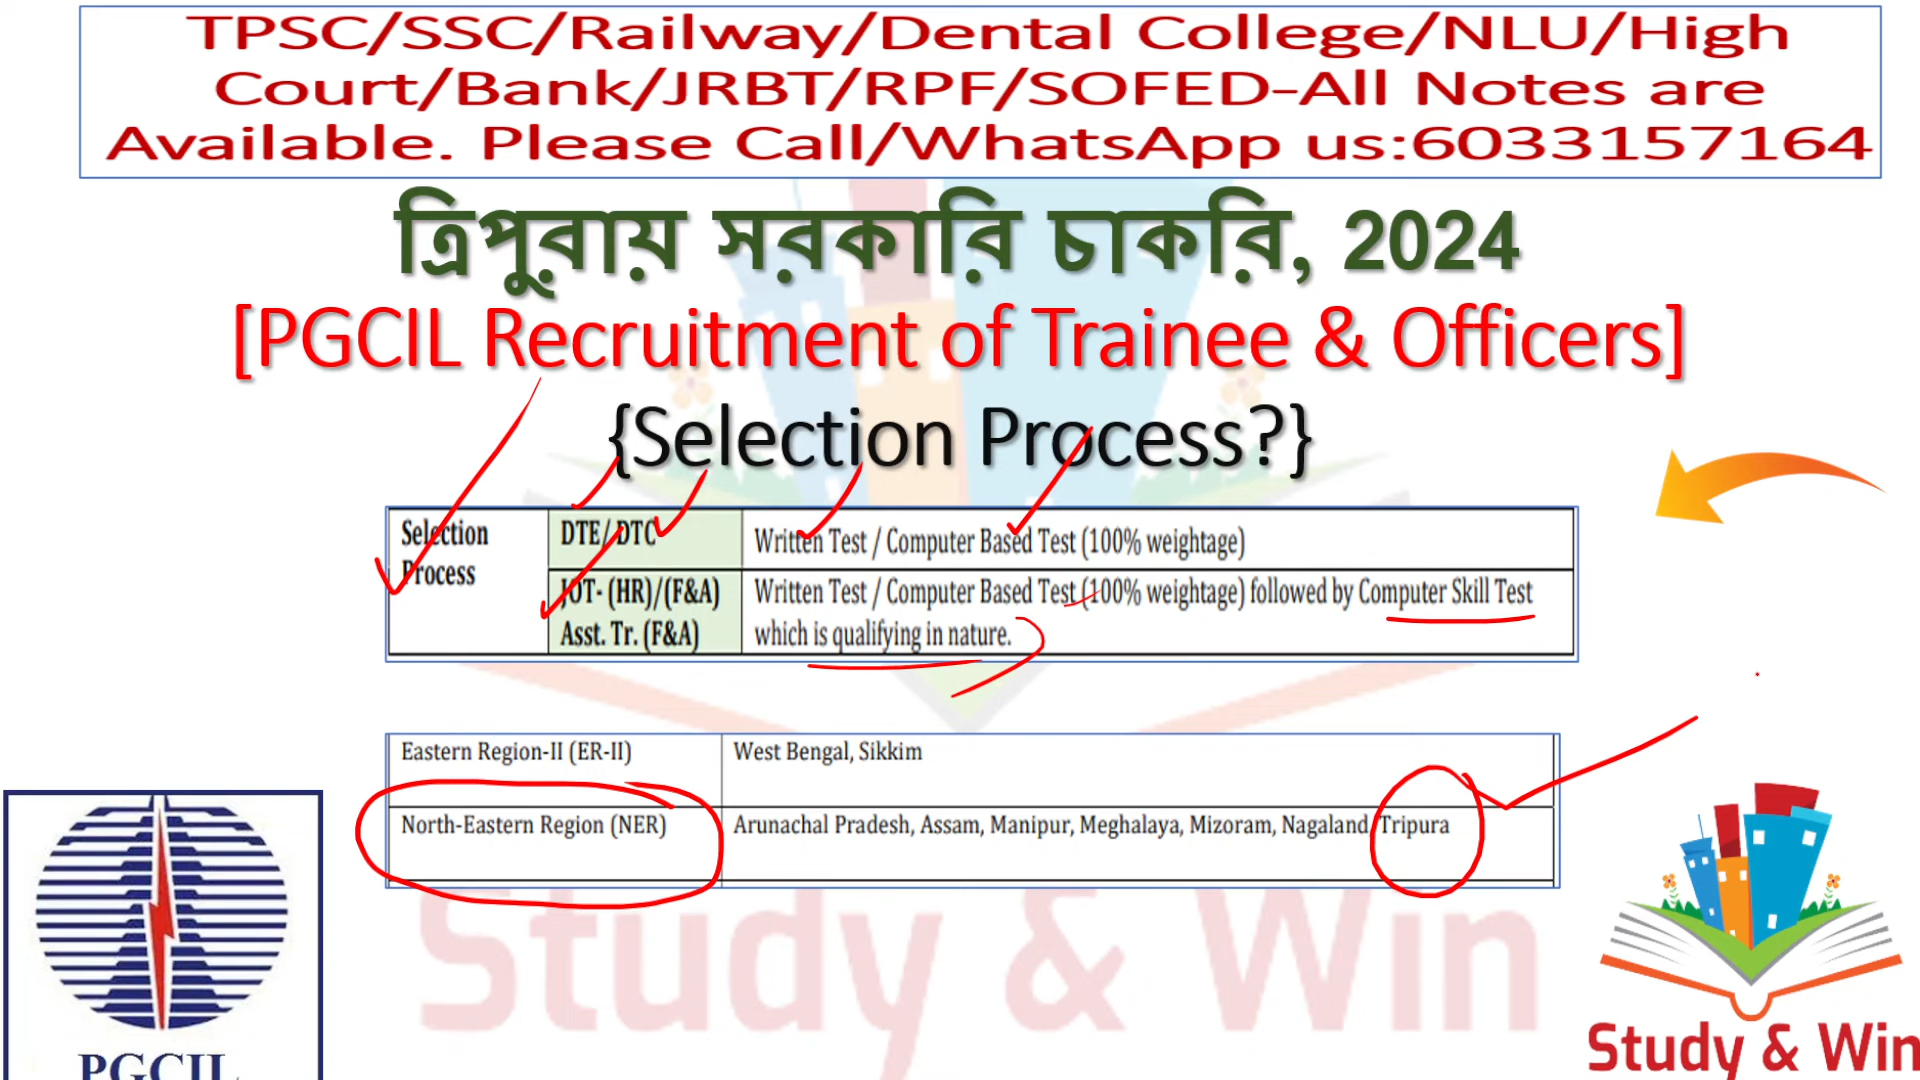 TPSC/SSC/Railway/Dental College/NLU/High
Court/Bank/JRBT/RPF/SOFED-All Notes are
Available. Please Call/WhatsApp us:6033157164
ত্রিপুরায় সরকারি চাকরি, 2024
[PGCIL Recruitment of Trainee & Officers]
{Selection Process?}
Selection
Process
DTE/ DTC
Written Test / Computer Based Test (100% weightage)
JOT- (HR)/(F&A)
Asst. Tr. (F&A)
Written Test / Computer Based Test (100% weightage) followed by Computer Skill Test
which is qualifying in nature.
Eastern Region-II (ER-II)
West Bengal, Sikkim
North-Eastern Region (NER)
Arunachal Pradesh, Assam, Manipur, Meghalaya, Mizoram, Nagaland, Tripura
Study & Win
PGCIL
Study & Win